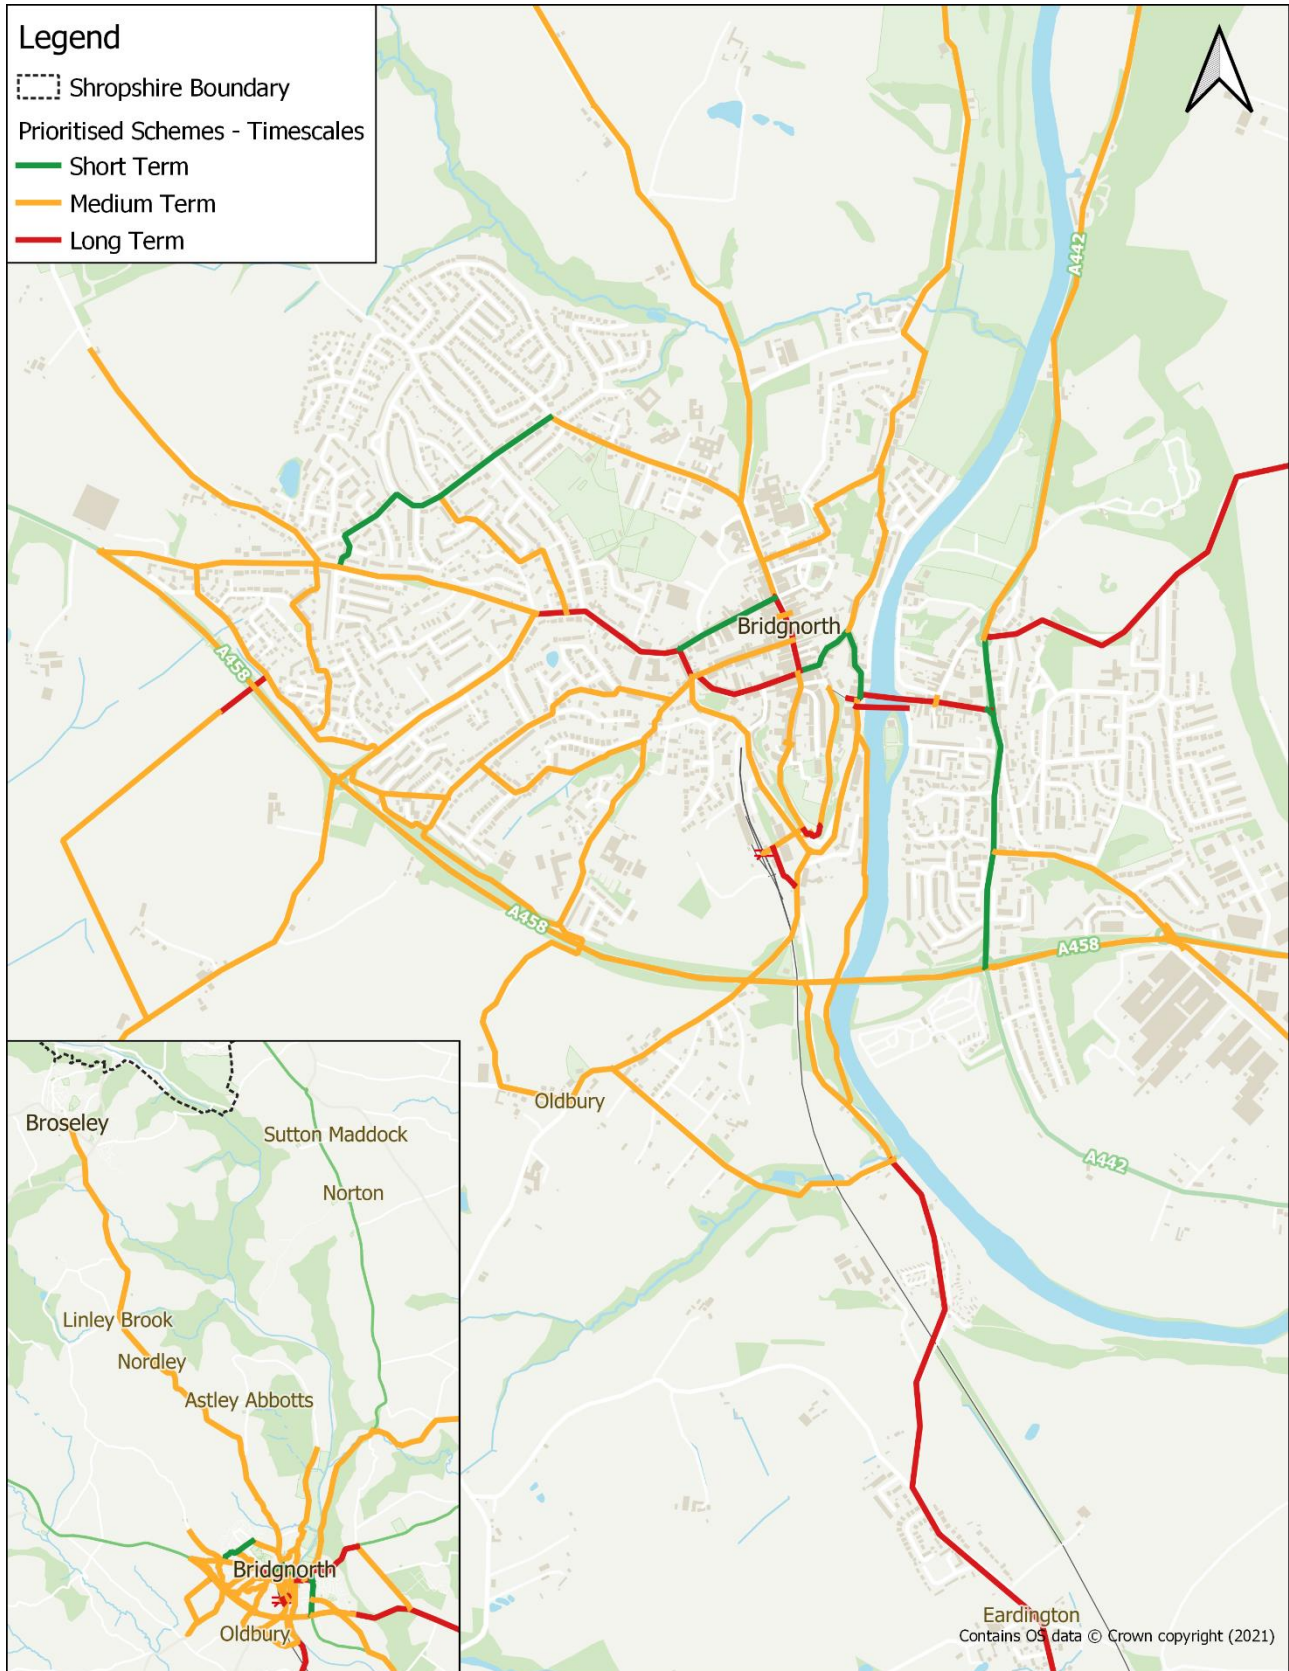 Legend
Shropshire Boundary
Prioritised Schemes - Timescales
Short Term
Medium Term
Long Term
A442
Bridgnorth
A458
A458
A458
Oldbury
A442
Eardington
Contains OS data © Crown copyright (2021)
Broseley
Sutton Maddock
Norton
Linley Brook
Nordley
Astley Abbotts
Bridgnorth
Oldbury